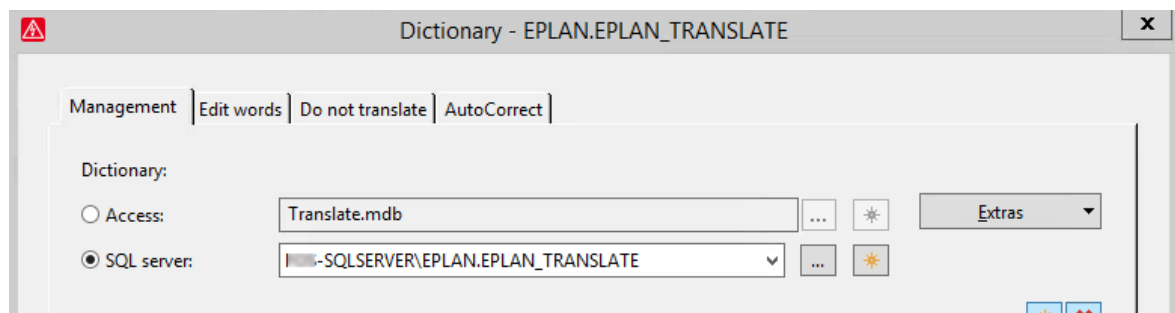 Dictionary - EPLAN.EPLAN_TRANSLATE
x
Management Edit words Do not translate AutoCorrect
Dictionary:
Access: Translate.mdb ... Extras
SQL server: -SQLSERVER\EPLAN.EPLAN_TRANSLATE ...